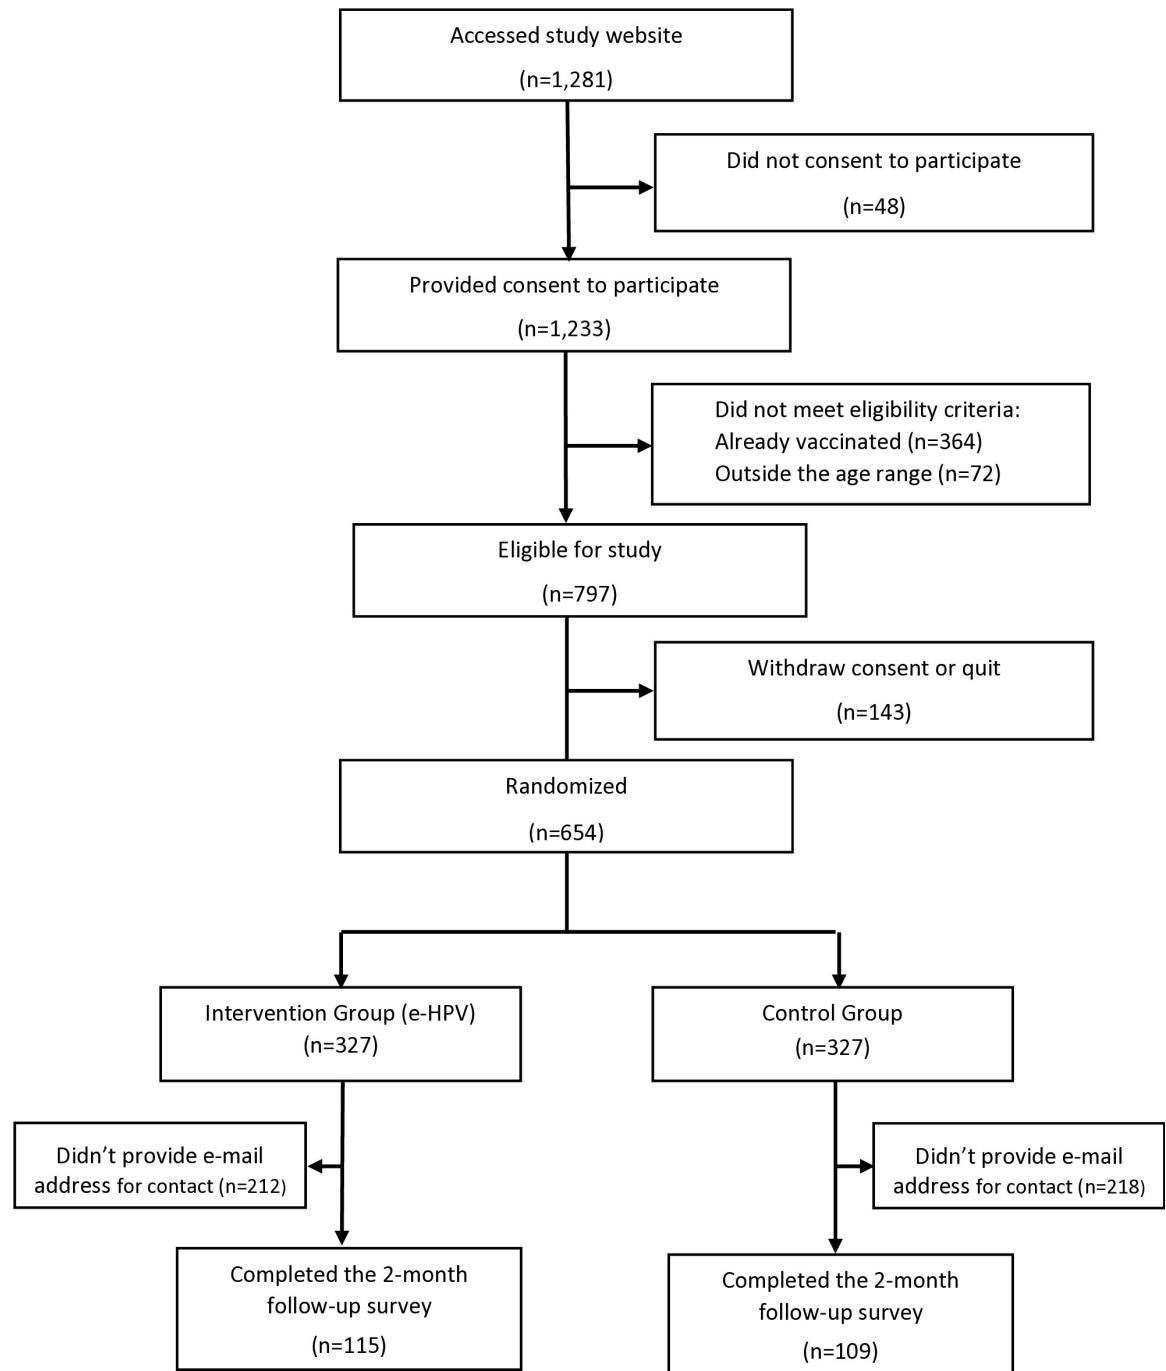 Accessed study website
(n=1,281)
Did not consent to participate
(n=48)
Provided consent to participate
(n=1,233)
Did not meet eligibility criteria:
Already vaccinated (n=364)
Outside the age range (n=72)
Eligible for study
(n=797)
Withdraw consent or quit
(n=143)
Randomized
(n=654)
Intervention Group (e-HPV)
(n=327)
Control Group
(n=327)
Didn’t provide e-mail
address for contact (n=212)
Didn’t provide e-mail
address for contact (n=218)
Completed the 2-month
follow-up survey
(n=115)
Completed the 2-month
follow-up survey
(n=109)